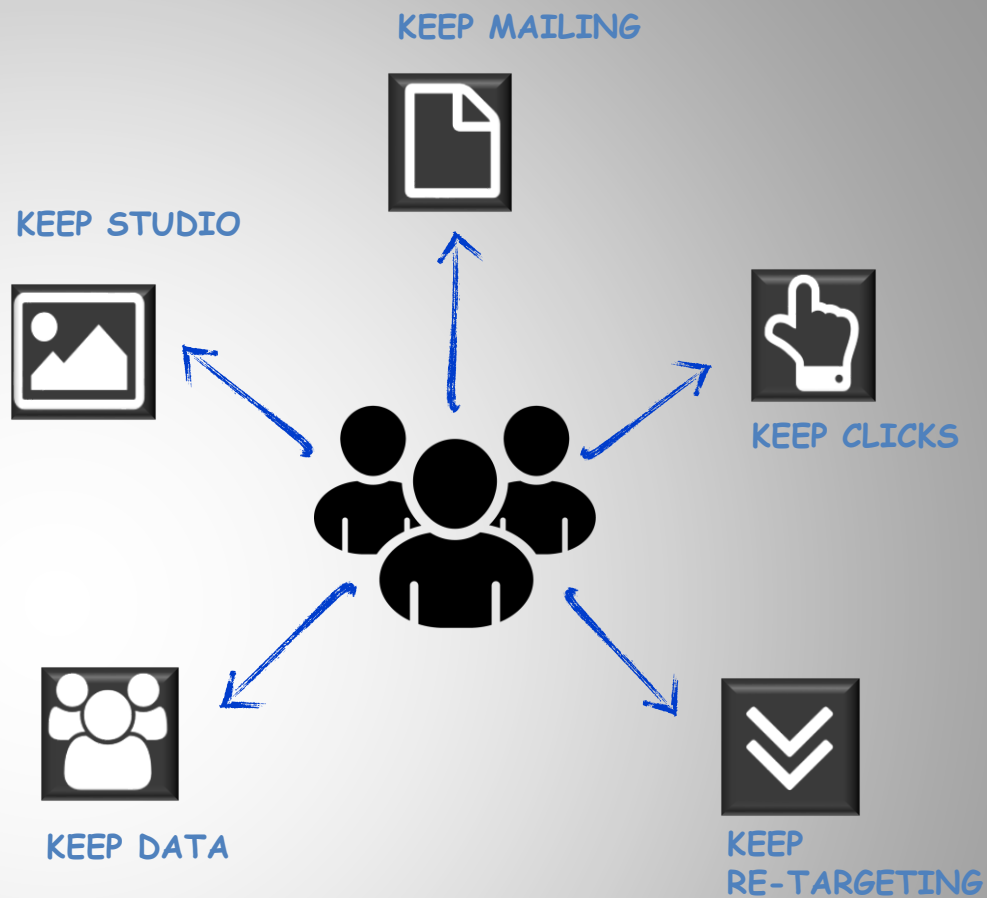 KEEP MAILING
KEEP STUDIO
KEEP CLICKS
KEEP DATA
KEEP
RE-TARGETING